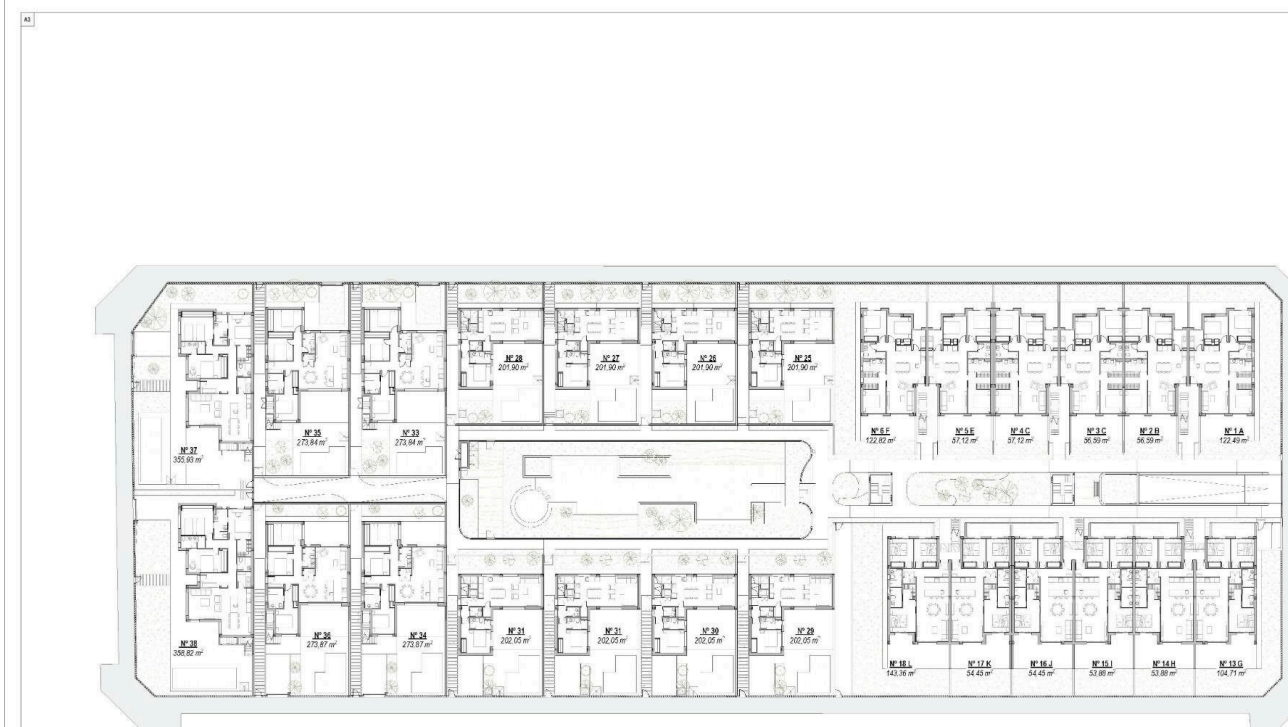 A3
Nº 28
201,90 m²
Nº 27
201,90 m²
Nº 26
201,90 m²
Nº 25
201,90 m²
Nº 35
273,84 m²
Nº 33
273,84 m²
Nº 37
355,93 m²
Nº 6 F
122,82 m²
Nº 5 E
57,12 m²
Nº 4 C
57,12 m²
Nº 3 C
56,59 m²
Nº 2 B
56,59 m²
Nº 1 A
122,49 m²
Nº 38
358,82 m²
Nº 36
273,87 m²
Nº 34
273,87 m²
Nº 31
202,05 m²
Nº 31
202,05 m²
Nº 30
202,05 m²
Nº 29
202,05 m²
Nº 18 L
143,36 m²
Nº 17 K
54,45 m²
Nº 16 J
54,45 m²
Nº 15 I
53,88 m²
Nº 14 H
53,88 m²
Nº 13 G
104,71 m²